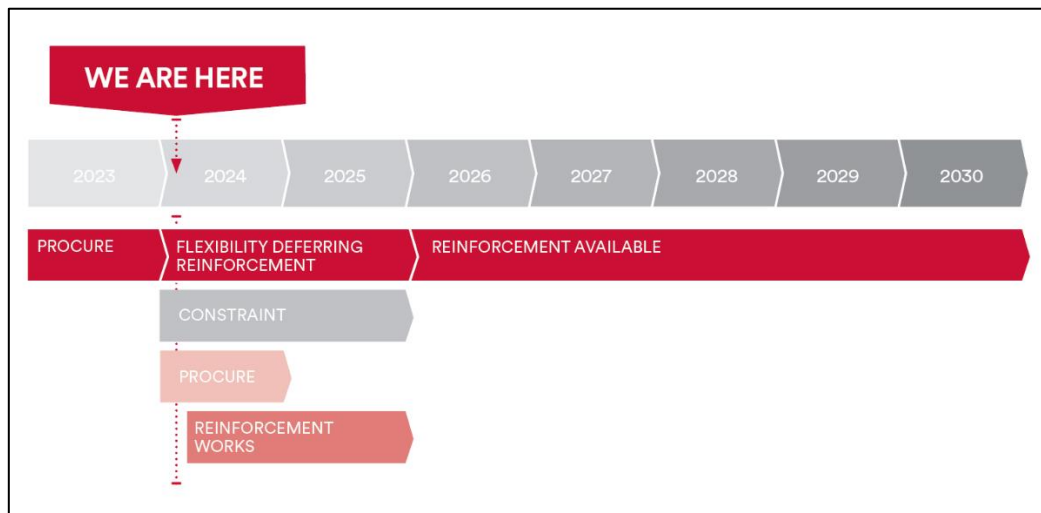 WE ARE HERE
2023 2024 2025 2026 2027 2028 2029 2030
PROCURE
FLEXIBILITY DEFERRING
REINFORCEMENT
REINFORCEMENT AVAILABLE
CONSTRAINT
PROCURE
REINFORCEMENT
WORKS